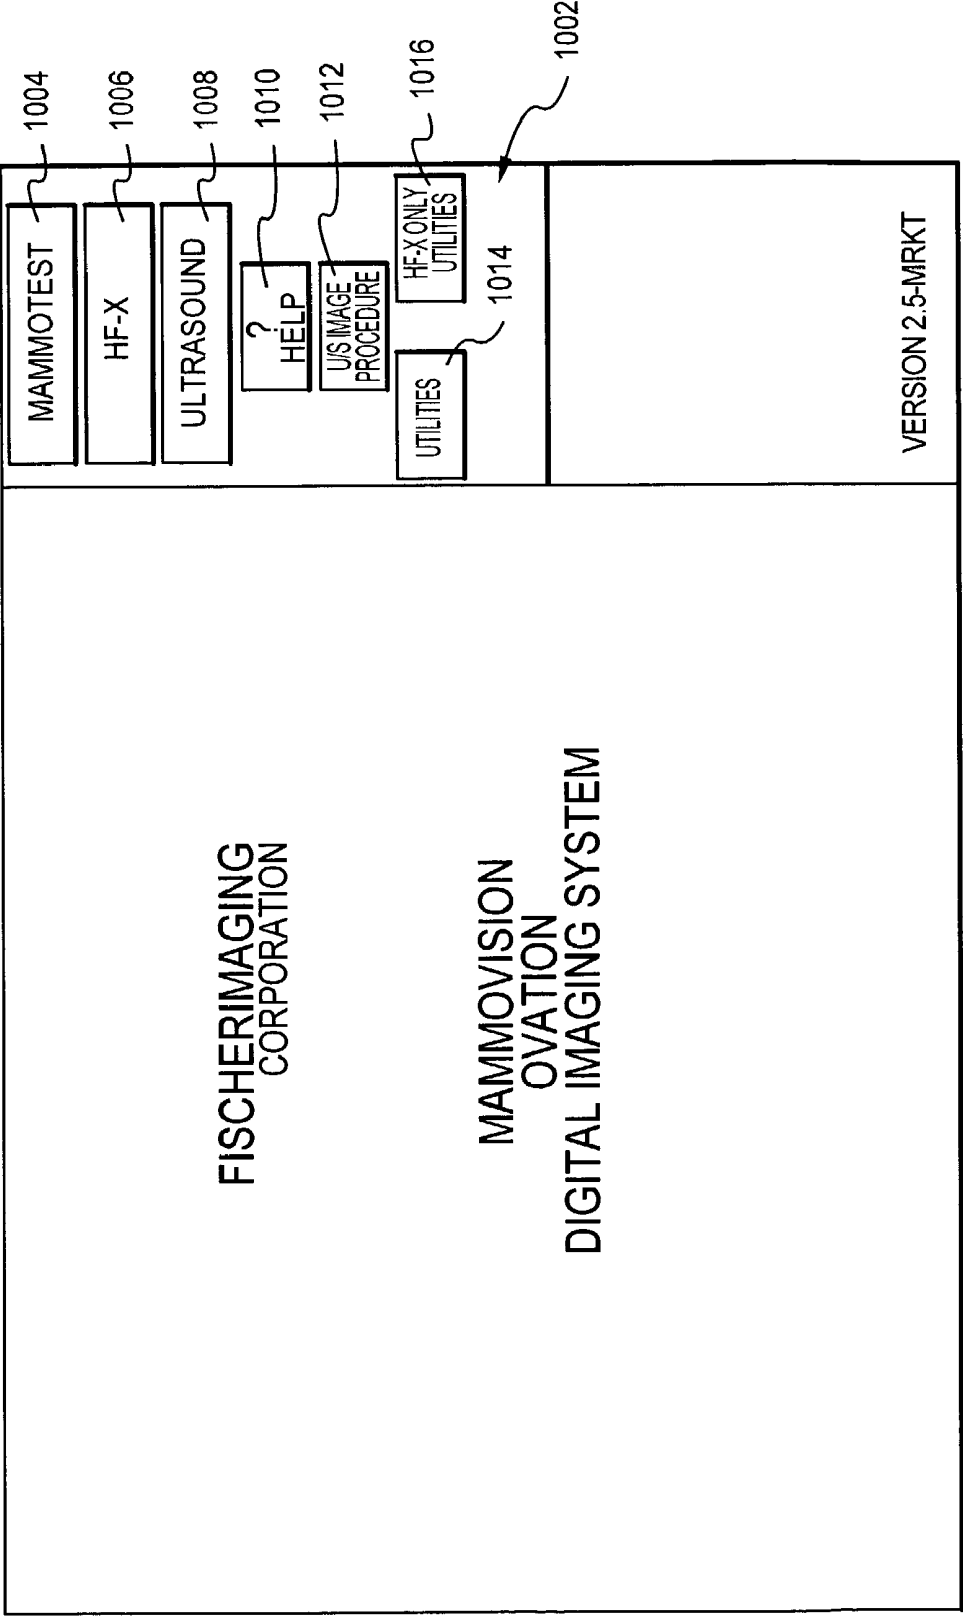 FISCHERIMAGING
CORPORATION
MAMMOVISION
OVATION
DIGITAL IMAGING SYSTEM
MAMMOTEST
1004
HF-X
1006
ULTRASOUND
1008
?
HELP
1010
U/S IMAGE
PROCEDURE
1012
UTILITIES
1014
HF-X ONLY
UTILITIES
1016
1002
VERSION 2.5-MRKT